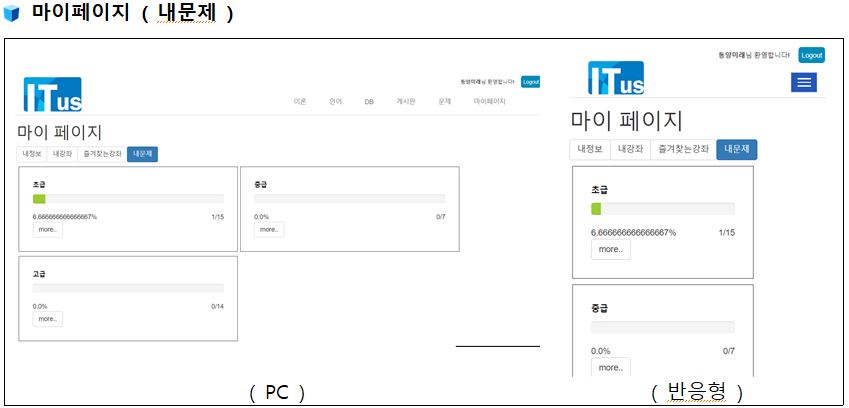 마이페이지 ( 내문제 )
동양미래님 환영합니다! Logout
ITus
이론 언어 DB 게시판 문제 마이페이지
마이 페이지
내정보 내강좌 즐겨찾는강좌 내문제
초급
6.666666666666667% 1/15
more..
중급
0.0% 0/7
more..
고급
0.0% 0/14
more..
( PC )
동양미래님 환영합니다! Logout
ITus
마이 페이지
내정보 내강좌 즐겨찾는강좌 내문제
초급
6.666666666666667% 1/15
more..
중급
0.0% 0/7
more..
( 반응형 )